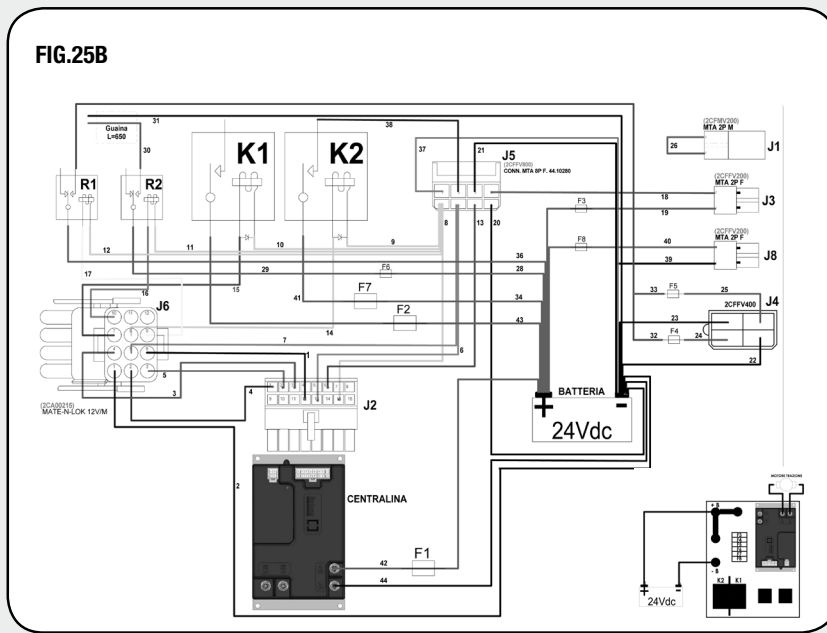 FIG.25B
31
Guaina
L=650
30
38
37
21
J5
(2CFFV800)
CONN. MTA 8P F. 44.10280
(2CFMV200)
MTA 2P M
26
J1
K1
K2
R1
R2
(2CFFV200)
MTA 2P F
18
J3
F3
19
8
13
20
(2CFFV200)
MTA 2P F
J8
F8
40
39
12
11
10
9
36
17
29
F6
28
16
15
41
F7
34
33
F5
25
J4
2CFFV400
J6
F2
43
14
23
7
6
32
F4
24
22
1
5
3
4
(2CA00215)
MATE-N-LOK 12V/M
J2
BATTERIA
+
-
24Vdc
2
CENTRALINA
MOTORE TRAZIONE
42
F1
44
+ B
- B
K2
K1
24Vdc